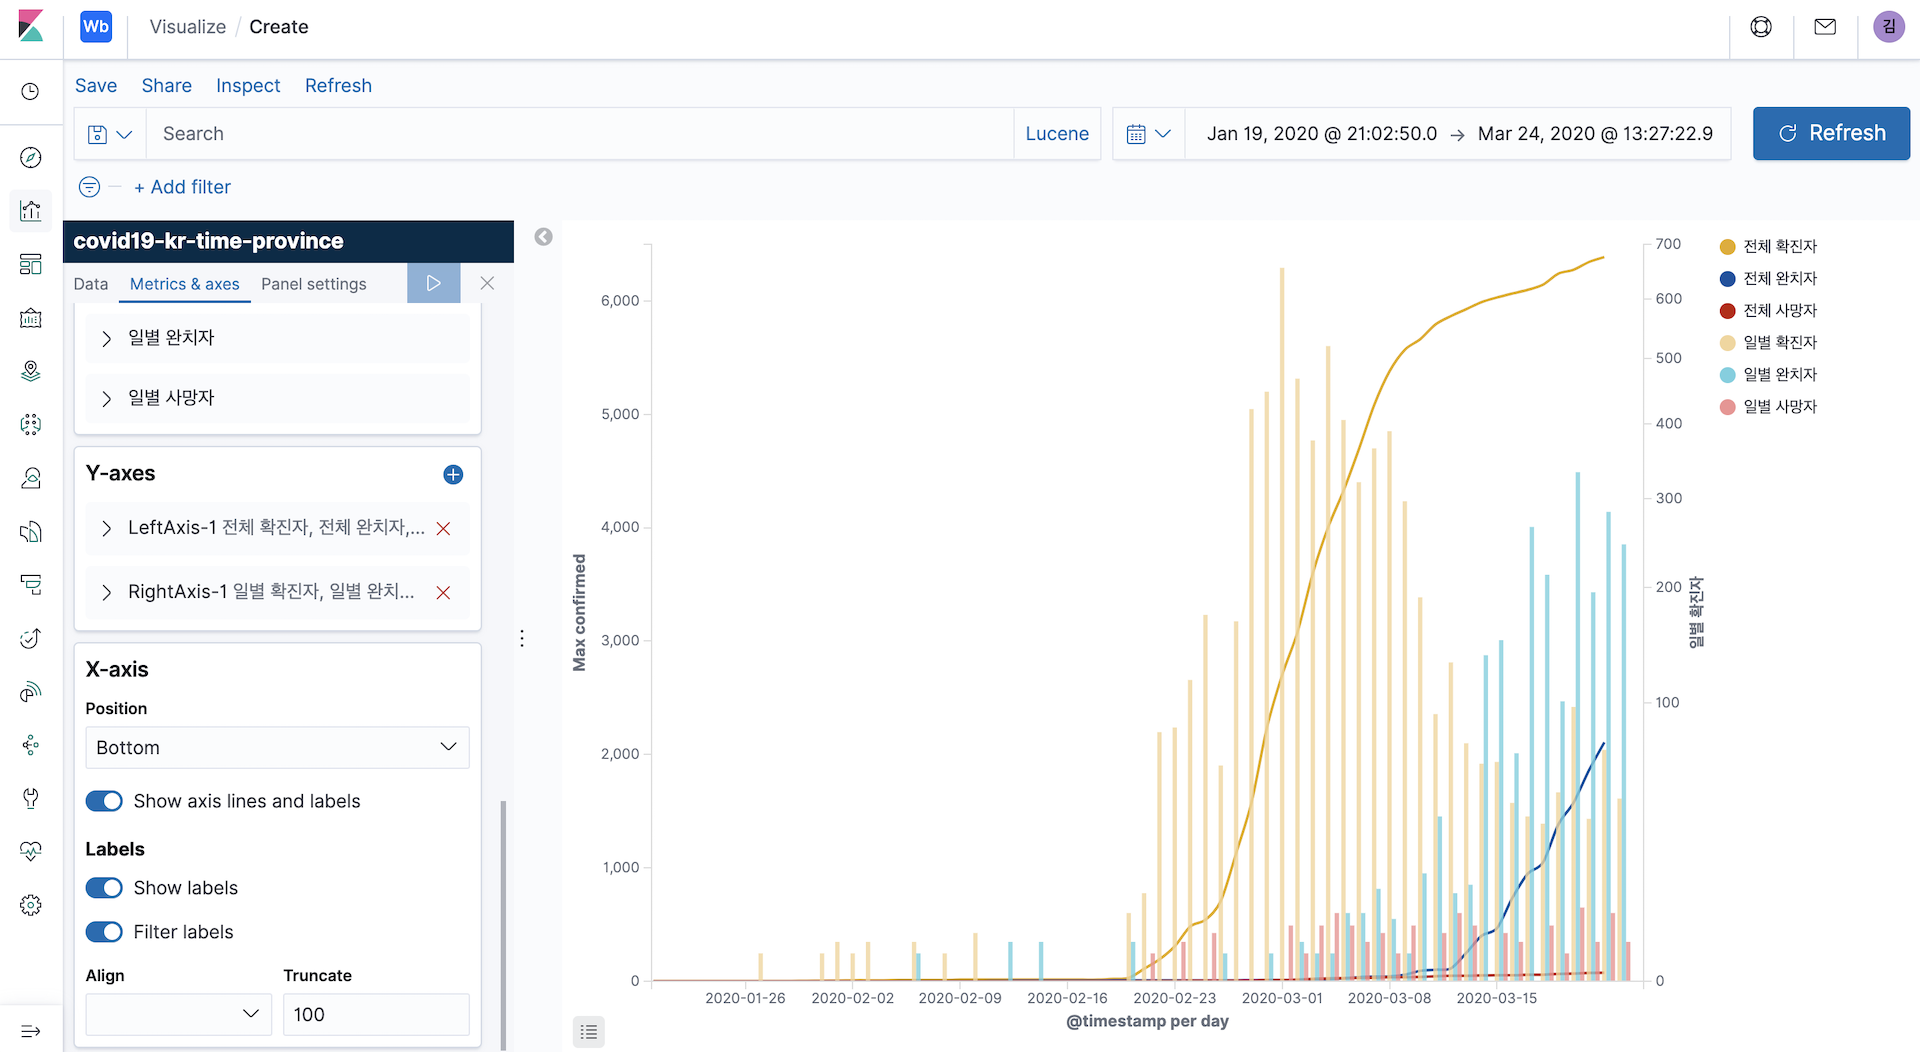 Wb
Visualize / Create
김
Save Share Inspect Refresh
Search
Lucene
Jan 19, 2020 @ 21:02:50.0 → Mar 24, 2020 @ 13:27:22.9
Refresh
+ Add filter
covid19-kr-time-province
Data Metrics & axes Panel settings
일별 완치자
일별 사망자
Y-axes
LeftAxis-1 전체 확진자, 전체 완치자,...
RightAxis-1 일별 확진자, 일별 완치...
X-axis
Position
Bottom
Show axis lines and labels
Labels
Show labels
Filter labels
Align Truncate
100
Max confirmed
6,000
5,000
4,000
3,000
2,000
1,000
0
2020-01-26 2020-02-02 2020-02-09 2020-02-16 2020-02-23 2020-03-01 2020-03-08 2020-03-15
@timestamp per day
700
600
500
400
300
200
100
0
일별 확진자
전체 확진자
전체 완치자
전체 사망자
일별 확진자
일별 완치자
일별 사망자